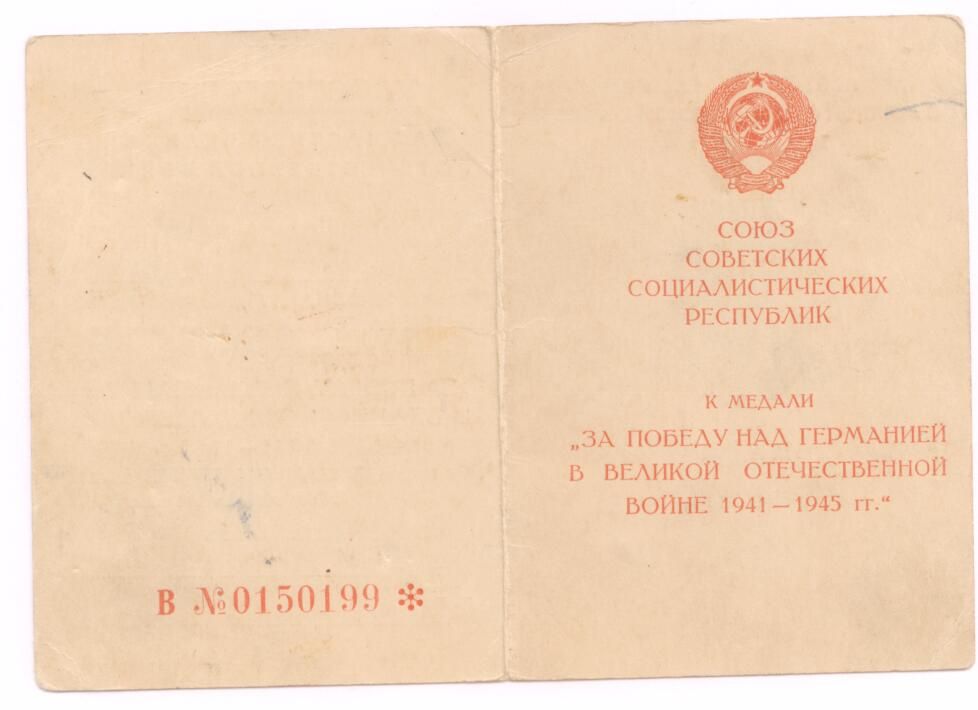 В №0150199 *
СОЮЗ
СОВЕТСКИХ
СОЦИАЛИСТИЧЕСКИХ
РЕСПУБЛИК
К МЕДАЛИ
„ЗА ПОБЕДУ НАД ГЕРМАНИЕЙ
В ВЕЛИКОЙ ОТЕЧЕСТВЕННОЙ
ВОЙНЕ 1941—1945 гг.“